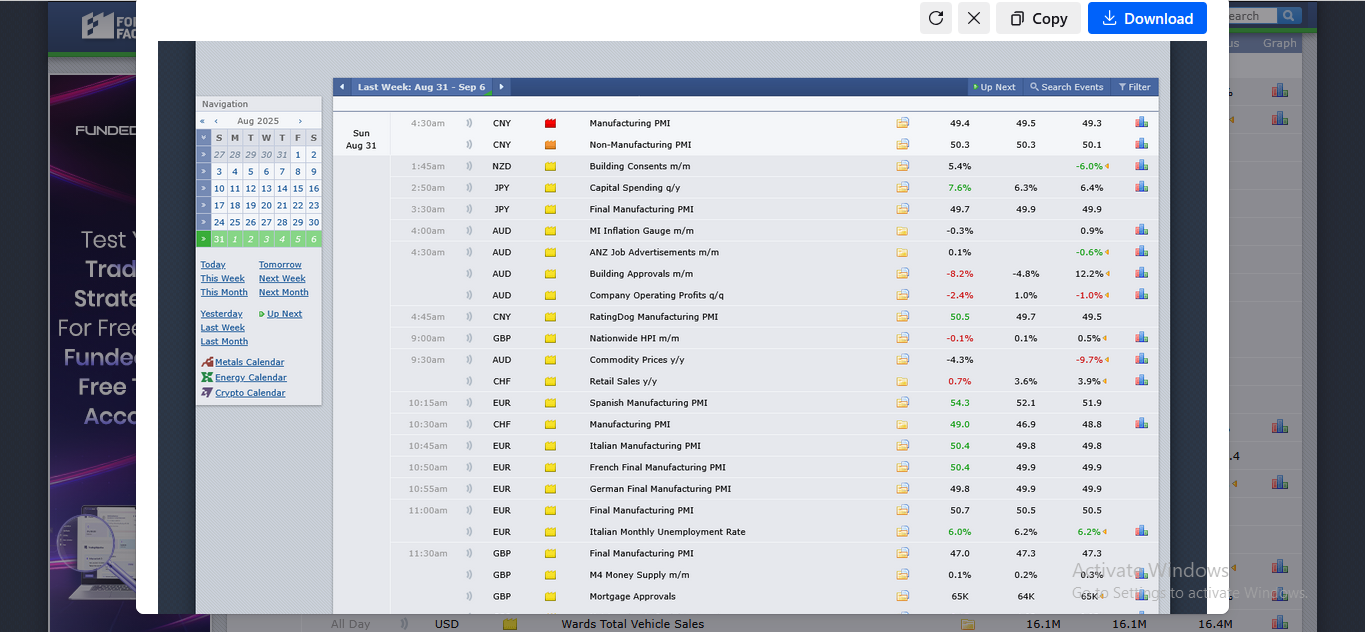 Copy
Download
FOR
FAC
earch
us Graph
Last Week: Aug 31 - Sep 6
Up Next
Search Events
Filter
Navigation
Aug 2025
S M T W T F S
27 28 29 30 31 1 2
3 4 5 6 7 8 9
10 11 12 13 14 15 16
17 18 19 20 21 22 23
24 25 26 27 28 29 30
31 1 2 3 4 5 6
Today Tomorrow
This Week Next Week
This Month Next Month
Yesterday Up Next
Last Week
Last Month
Metals Calendar
Energy Calendar
Crypto Calendar
FUNDED
Test Y
Trad
Strate
For Free
Funded
Free T
Acco
Sun
Aug 31
4:30am CNY Manufacturing PMI 49.4 49.5 49.3
CNY Non-Manufacturing PMI 50.3 50.3 50.1
1:45am NZD Building Consents m/m 5.4% -6.0%
2:50am JPY Capital Spending q/y 7.6% 6.3% 6.4%
3:30am JPY Final Manufacturing PMI 49.7 49.9 49.9
4:00am AUD MI Inflation Gauge m/m -0.3% 0.9%
4:30am AUD ANZ Job Advertisements m/m 0.1% -0.6%
AUD Building Approvals m/m -8.2% -4.8% 12.2%
AUD Company Operating Profits q/q -2.4% 1.0% -1.0%
4:45am CNY RatingDog Manufacturing PMI 50.5 49.7 49.5
9:00am GBP Nationwide HPI m/m -0.1% 0.1% 0.5%
9:30am AUD Commodity Prices y/y -4.3% -9.7%
CHF Retail Sales y/y 0.7% 3.6% 3.9%
10:15am EUR Spanish Manufacturing PMI 54.3 52.1 51.9
10:30am CHF Manufacturing PMI 49.0 46.9 48.8
10:45am EUR Italian Manufacturing PMI 50.4 49.8 49.8
10:50am EUR French Final Manufacturing PMI 50.4 49.9 49.9
10:55am EUR German Final Manufacturing PMI 49.8 49.9 49.9
11:00am EUR Final Manufacturing PMI 50.7 50.5 50.5
EUR Italian Monthly Unemployment Rate 6.0% 6.2% 6.2%
11:30am GBP Final Manufacturing PMI 47.0 47.3 47.3
GBP M4 Money Supply m/m 0.1% 0.2% 0.3%
GBP Mortgage Approvals 65K 64K 65K
.4
Activate Windows
Go to Settings to activate Windows.
All Day USD Wards Total Vehicle Sales 16.1M 16.1M 16.4M